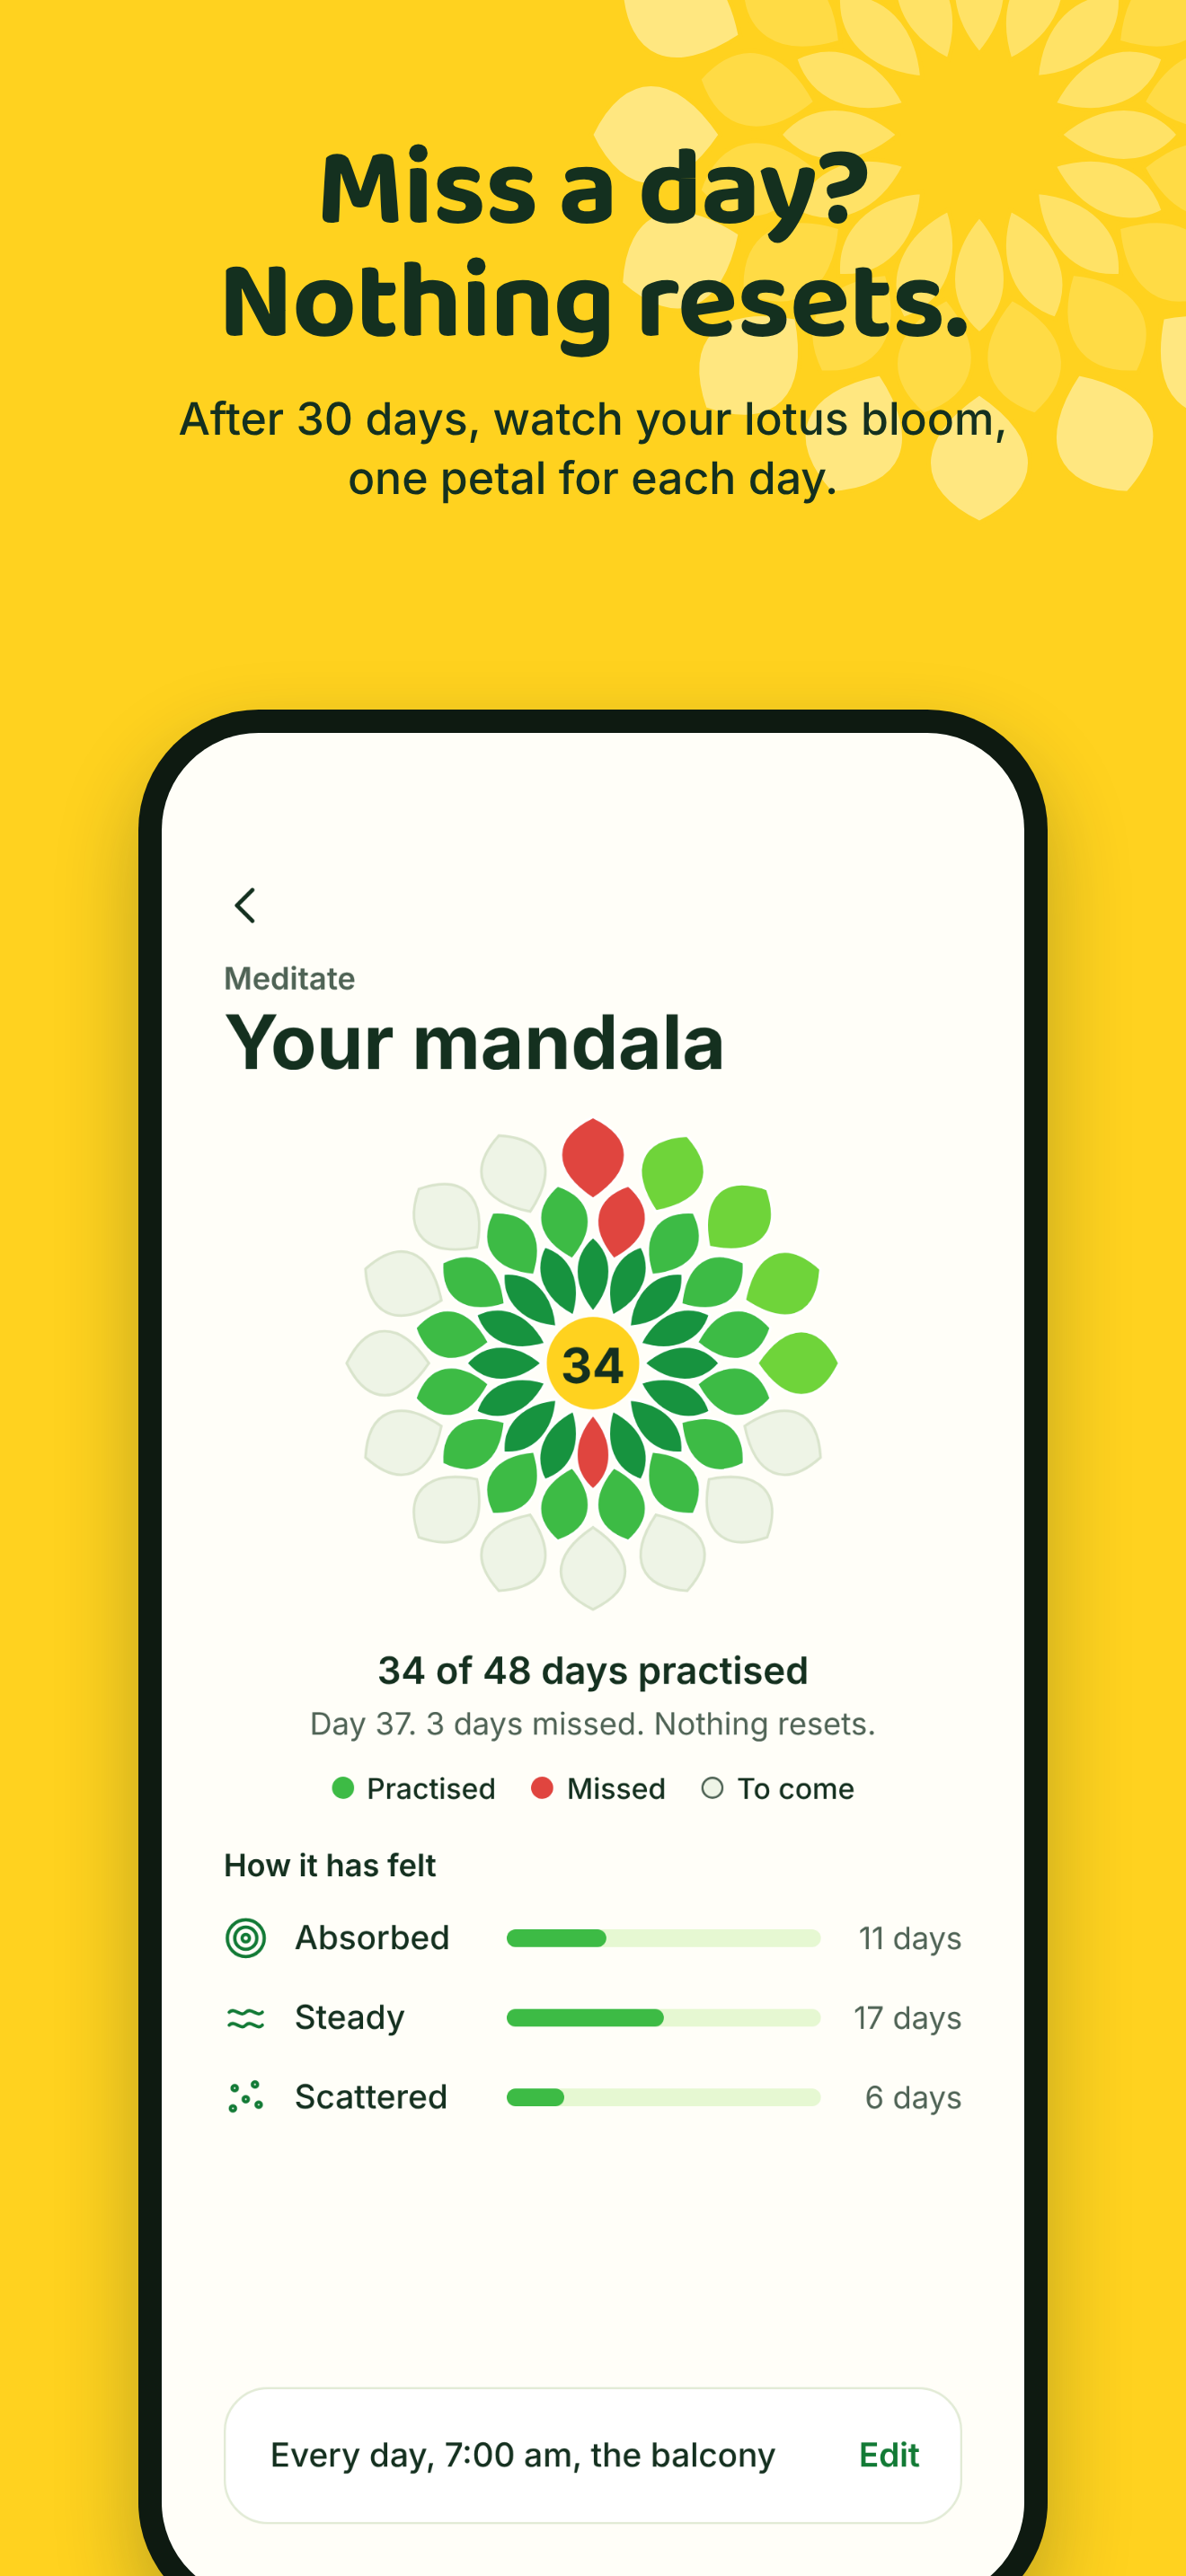 Miss a day?
Nothing resets.
After 30 days, watch your lotus bloom,
one petal for each day.
Meditate
Your mandala
34
34 of 48 days practised
Day 37. 3 days missed. Nothing resets.
Practised Missed To come
How it has felt
Absorbed 11 days
Steady 17 days
Scattered 6 days
Every day, 7:00 am, the balcony Edit